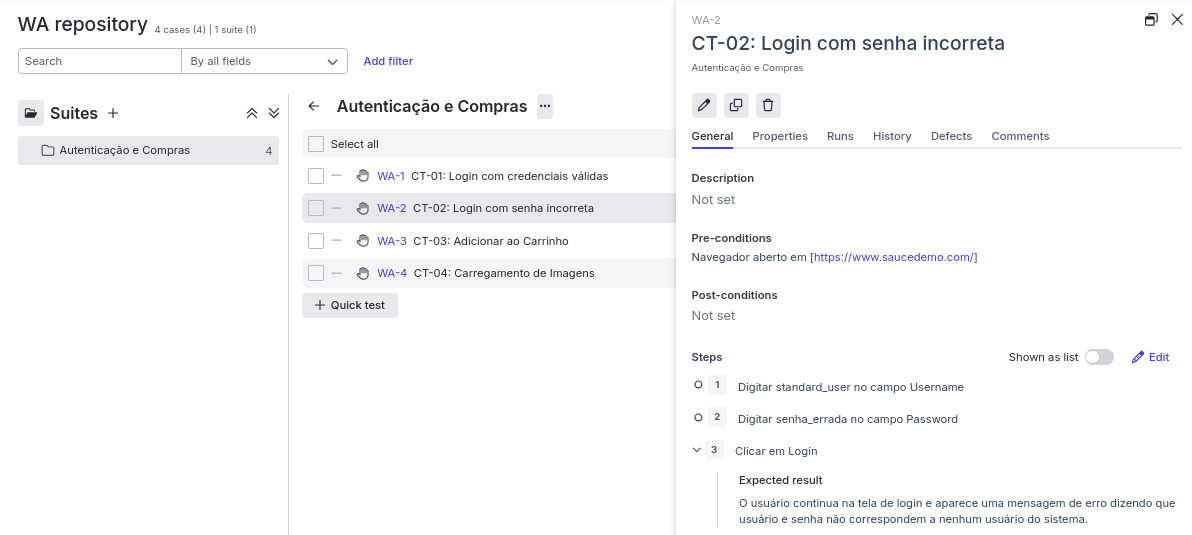 WA repository 4 cases (4) | 1 suite (1)
Search
By all fields
Add filter
Suites
Autenticação e Compras 4
Autenticação e Compras
Select all
WA-1 CT-01: Login com credenciais válidas
WA-2 CT-02: Login com senha incorreta
WA-3 CT-03: Adicionar ao Carrinho
WA-4 CT-04: Carregamento de Imagens
Quick test
WA-2
CT-02: Login com senha incorreta
Autenticação e Compras
General Properties Runs History Defects Comments
Description
Not set
Pre-conditions
Navegador aberto em [https://www.saucedemo.com/]
Post-conditions
Not set
Steps Shown as list Edit
1 Digitar standard_user no campo Username
2 Digitar senha_errada no campo Password
3 Clicar em Login
Expected result
O usuário continua na tela de login e aparece uma mensagem de erro dizendo que
usuário e senha não correspondem a nenhum usuário do sistema.